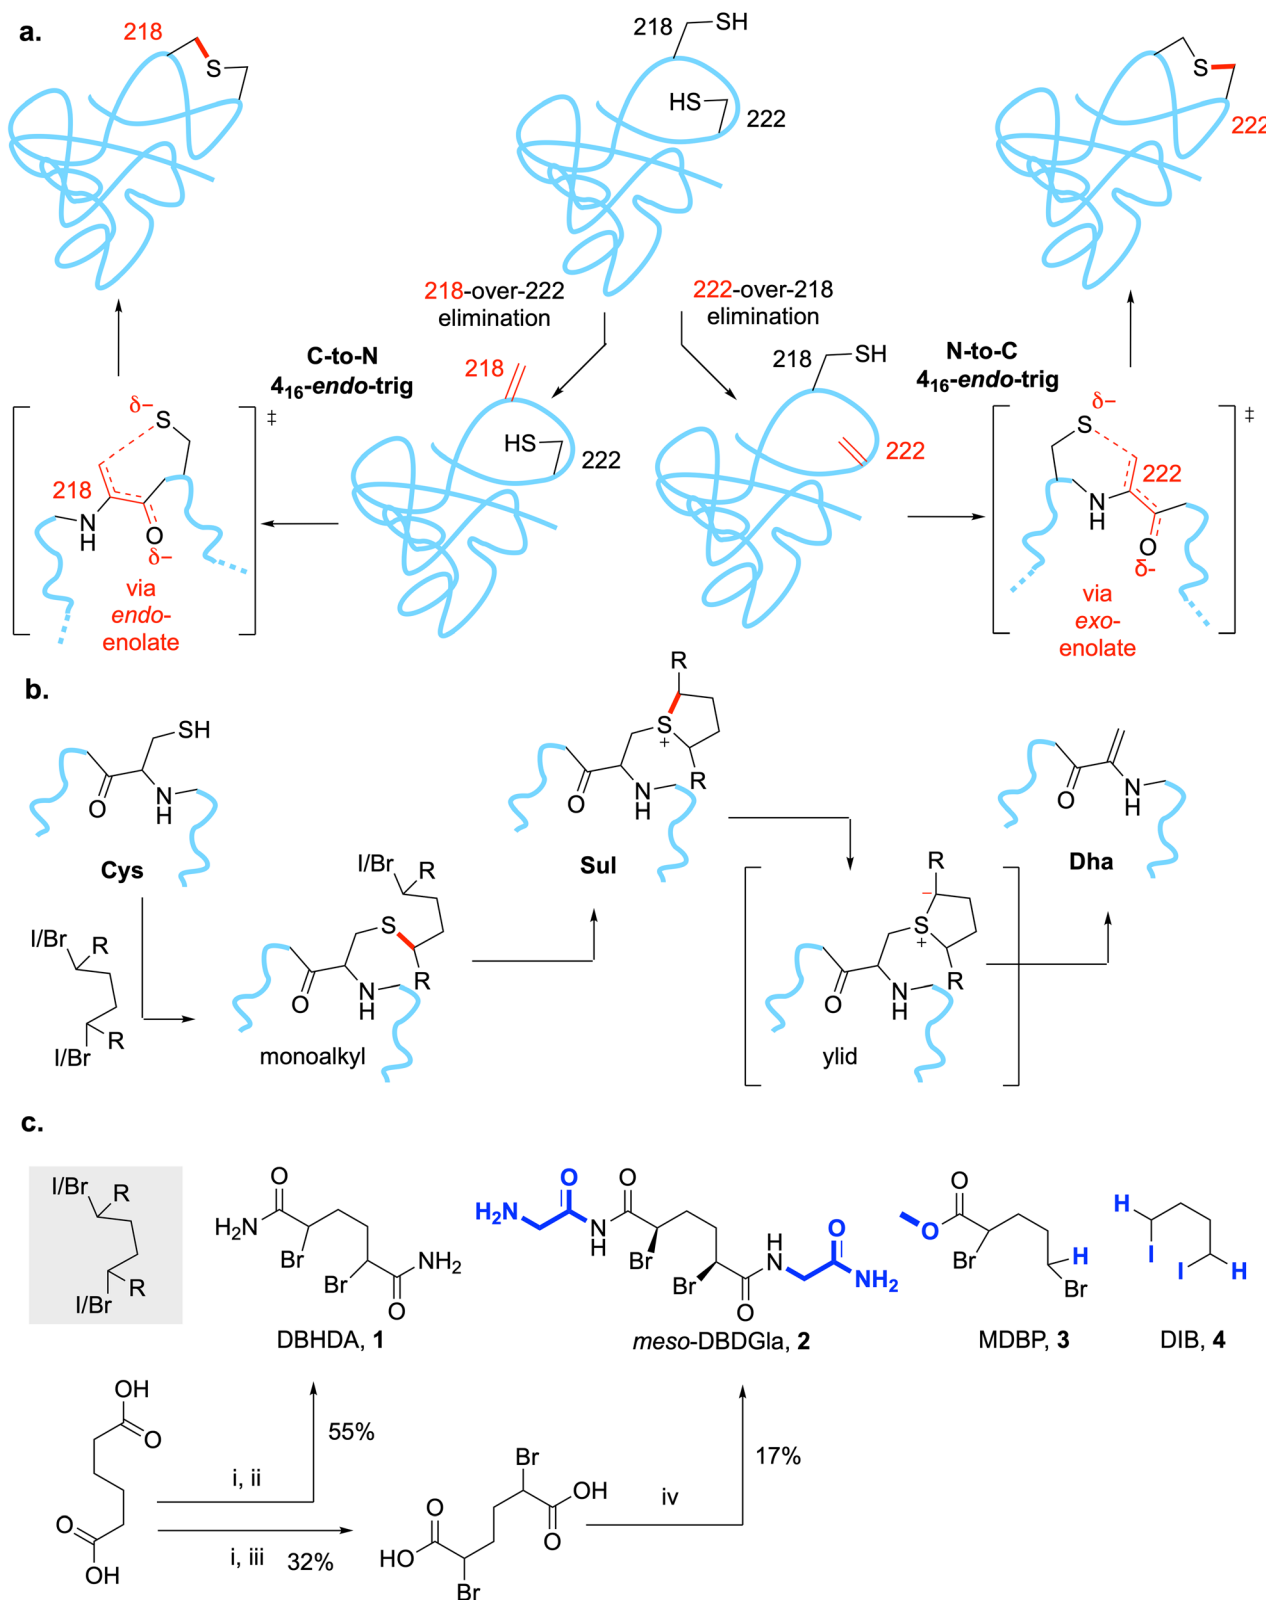 a.
218
S
218
SH
HS
222
S
222
218-over-222
elimination
222-over-218
elimination
C-to-N
4₁₆-endo-trig
N-to-C
4₁₆-endo-trig
218
HS
222
218
SH
222
δ–
S
‡
218
N
H
O
δ–
via
endo-
enolate
δ–
S
‡
222
N
H
O
δ-
via
exo-
enolate
b.
SH
O
N
H
Cys
I/Br
R
R
I/Br
I/Br
R
S
R
O
N
H
monoalkyl
R
S
+
R
O
N
H
Sul
R
–
S
+
R
O
N
H
ylid
O
N
H
Dha
c.
I/Br
R
R
I/Br
O
H₂N
Br
Br
NH₂
O
DBHDA, 1
H₂N
O
N
H
O
Br
Br
O
H
N
O
NH₂
meso-DBDGla, 2
O
O
Br
H
Br
MDBP, 3
H
I
I
H
DIB, 4
OH
O
O
OH
i, ii
55%
i, iii
32%
Br
OH
O
O
HO
Br
iv
17%